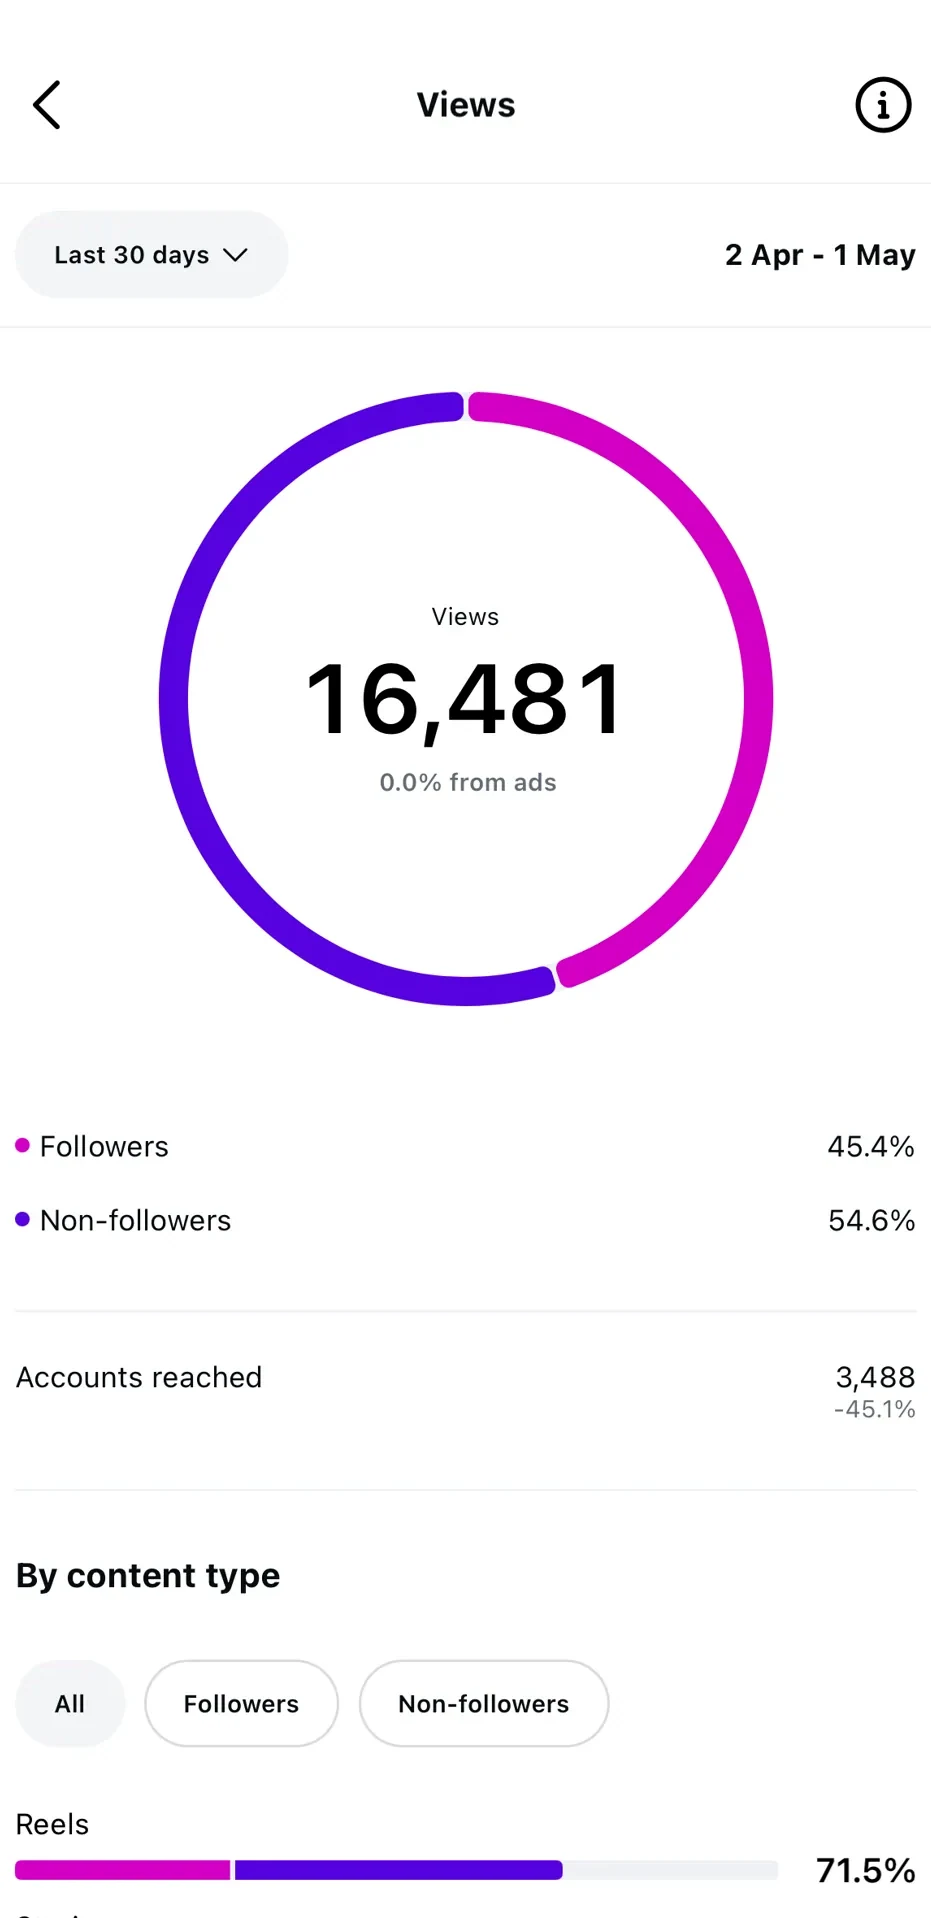 Views
Last 30 days
2 Apr - 1 May
Views
16,481
0.0% from ads
Followers
45.4%
Non-followers
54.6%
Accounts reached
3,488
-45.1%
By content type
All
Followers
Non-followers
Reels
71.5%